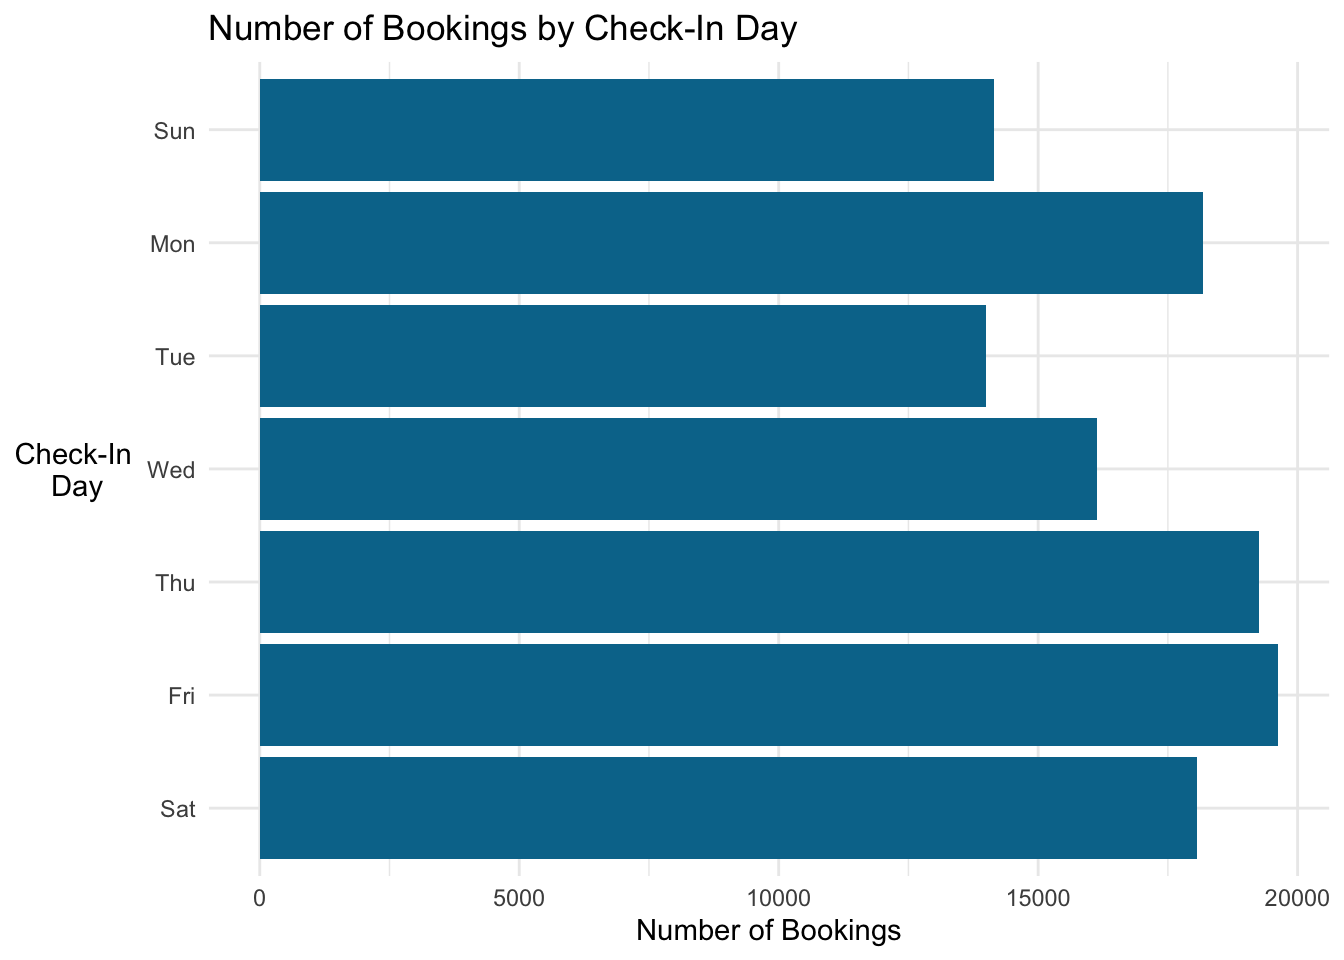 Number of Bookings by Check-In Day
Sun
Mon
Tue
Wed
Thu
Fri
Sat
Check-In
Day
0 5000 10000 15000 20000
Number of Bookings